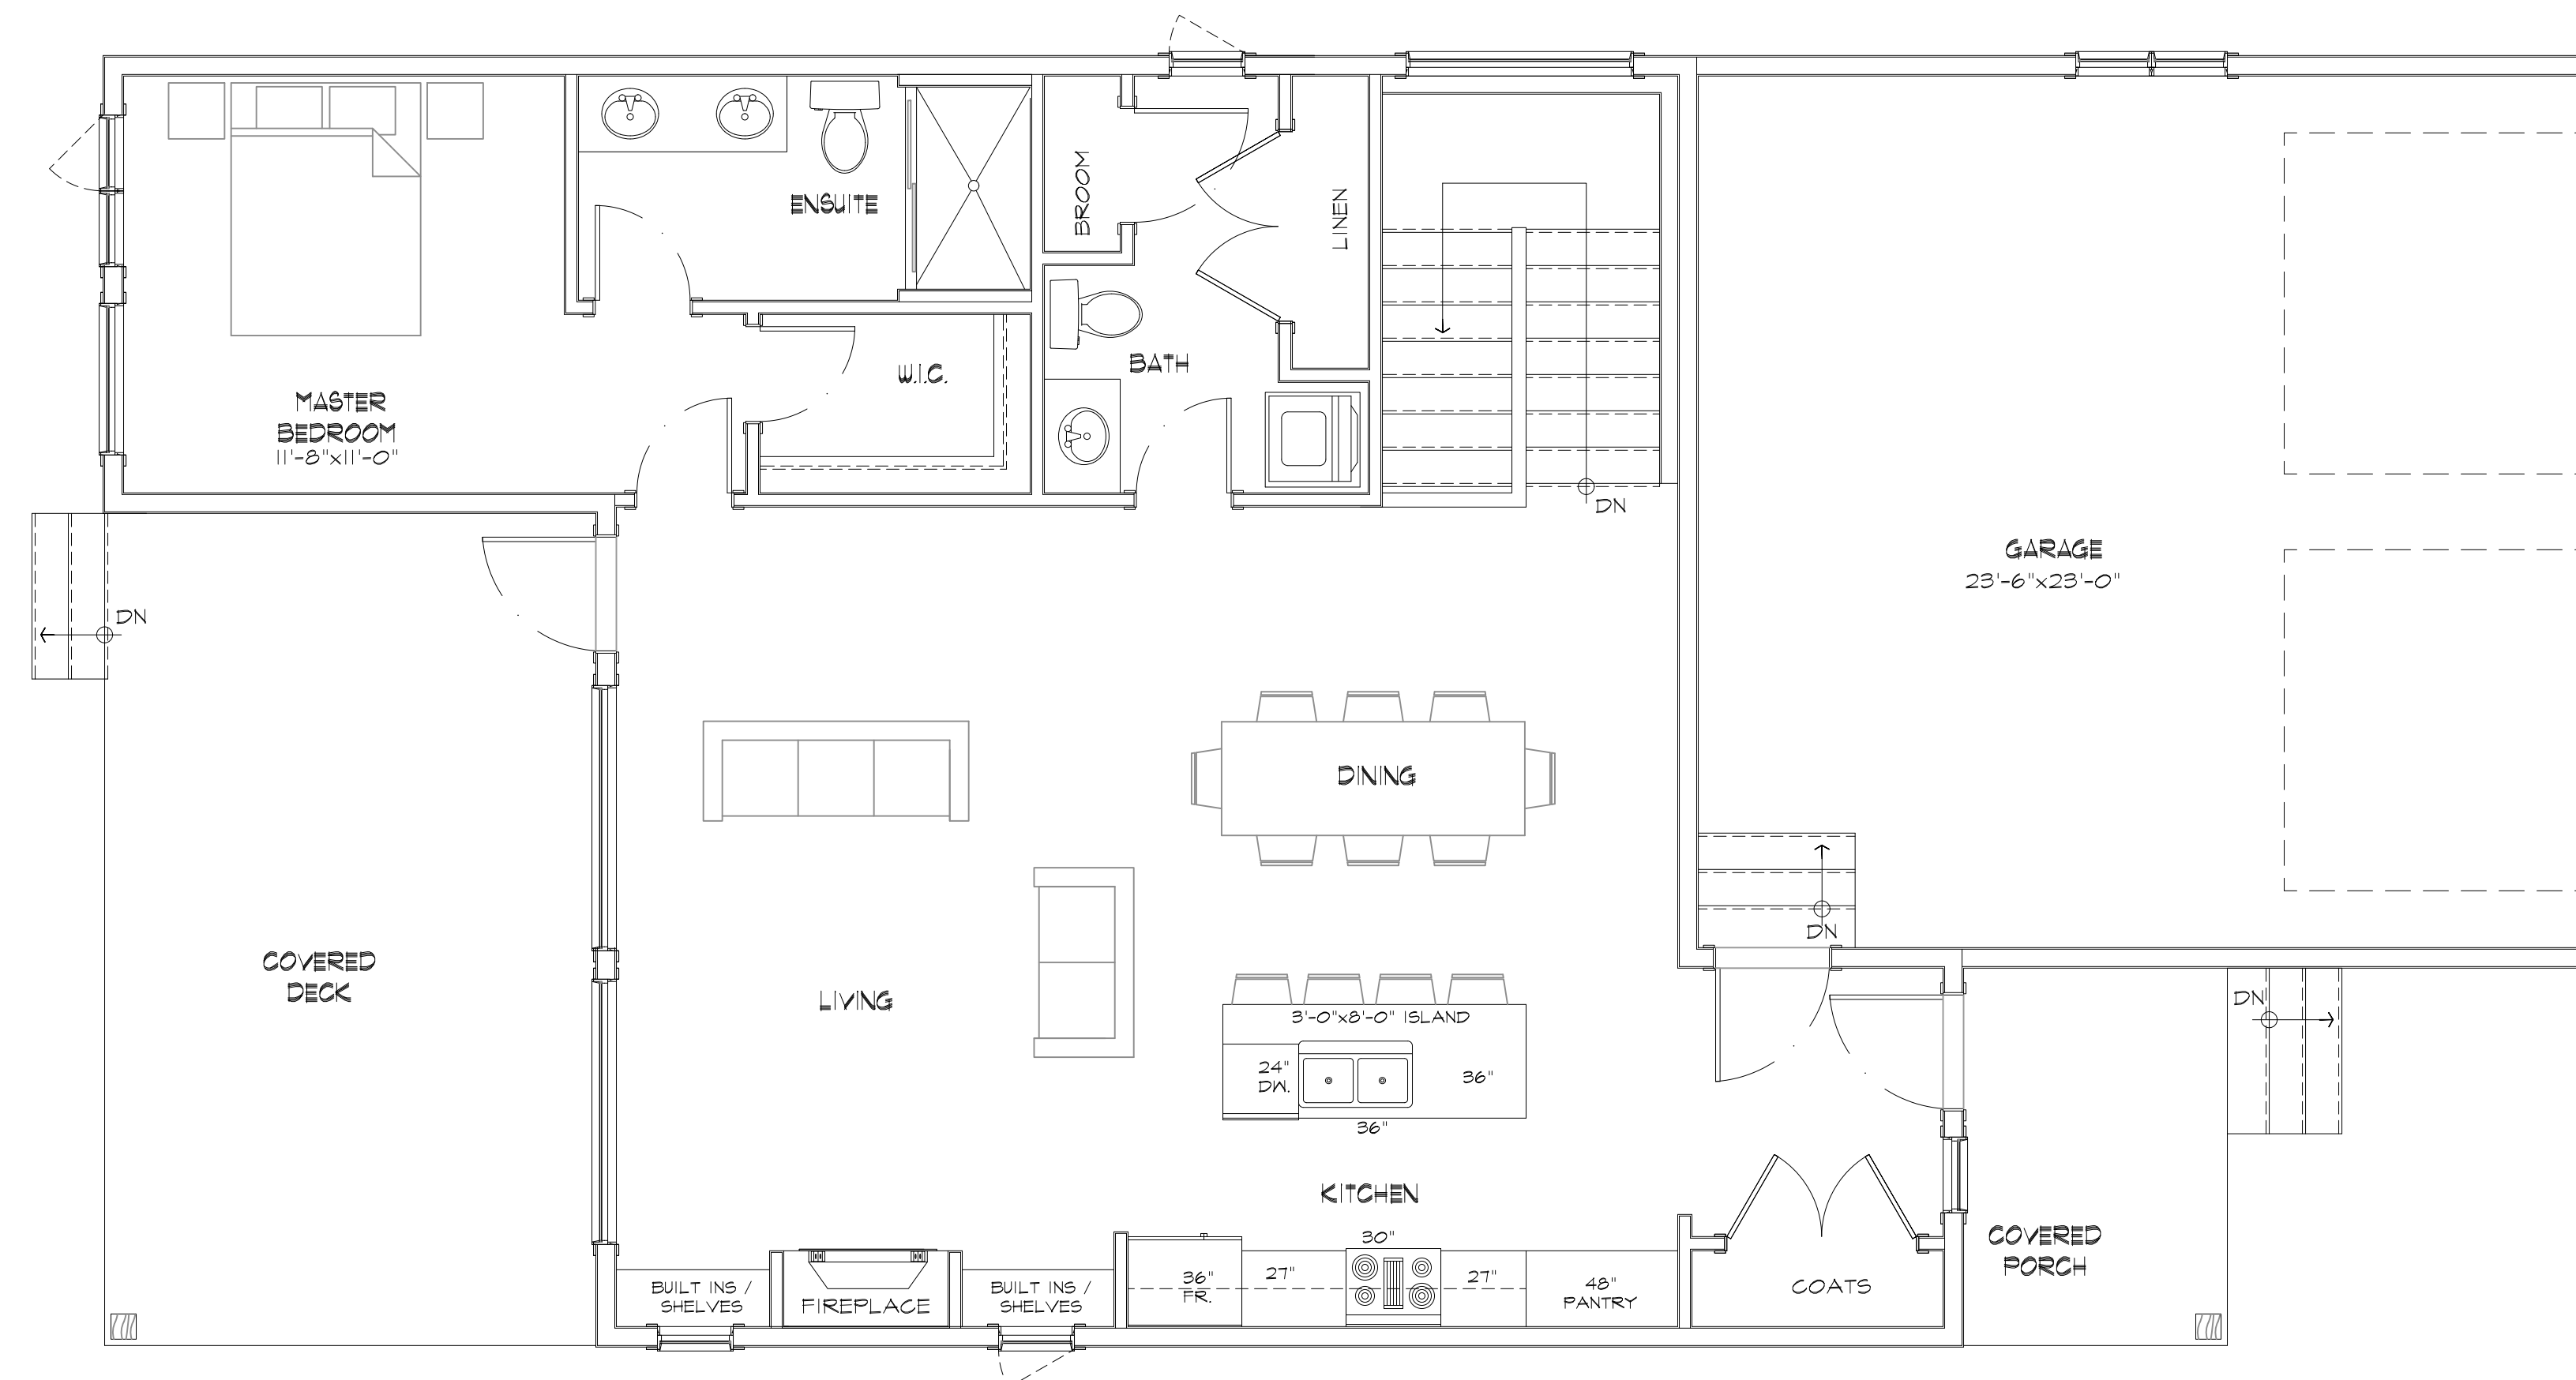 ENSUITE
BROOM
LINEN
BATH
W.I.C.
MASTER
BEDROOM
11'-8"x11'-0"
DN
GARAGE
23'-6"x23'-0"
DN
DINING
DN
COVERED
DECK
LIVING
DN
3'-0"x8'-0" ISLAND
24"
DW.
36"
36"
KITCHEN
30"
COVERED
PORCH
BUILT INS /
SHELVES
FIREPLACE
BUILT INS /
SHELVES
36"
FR.
27"
27"
48"
PANTRY
COATS